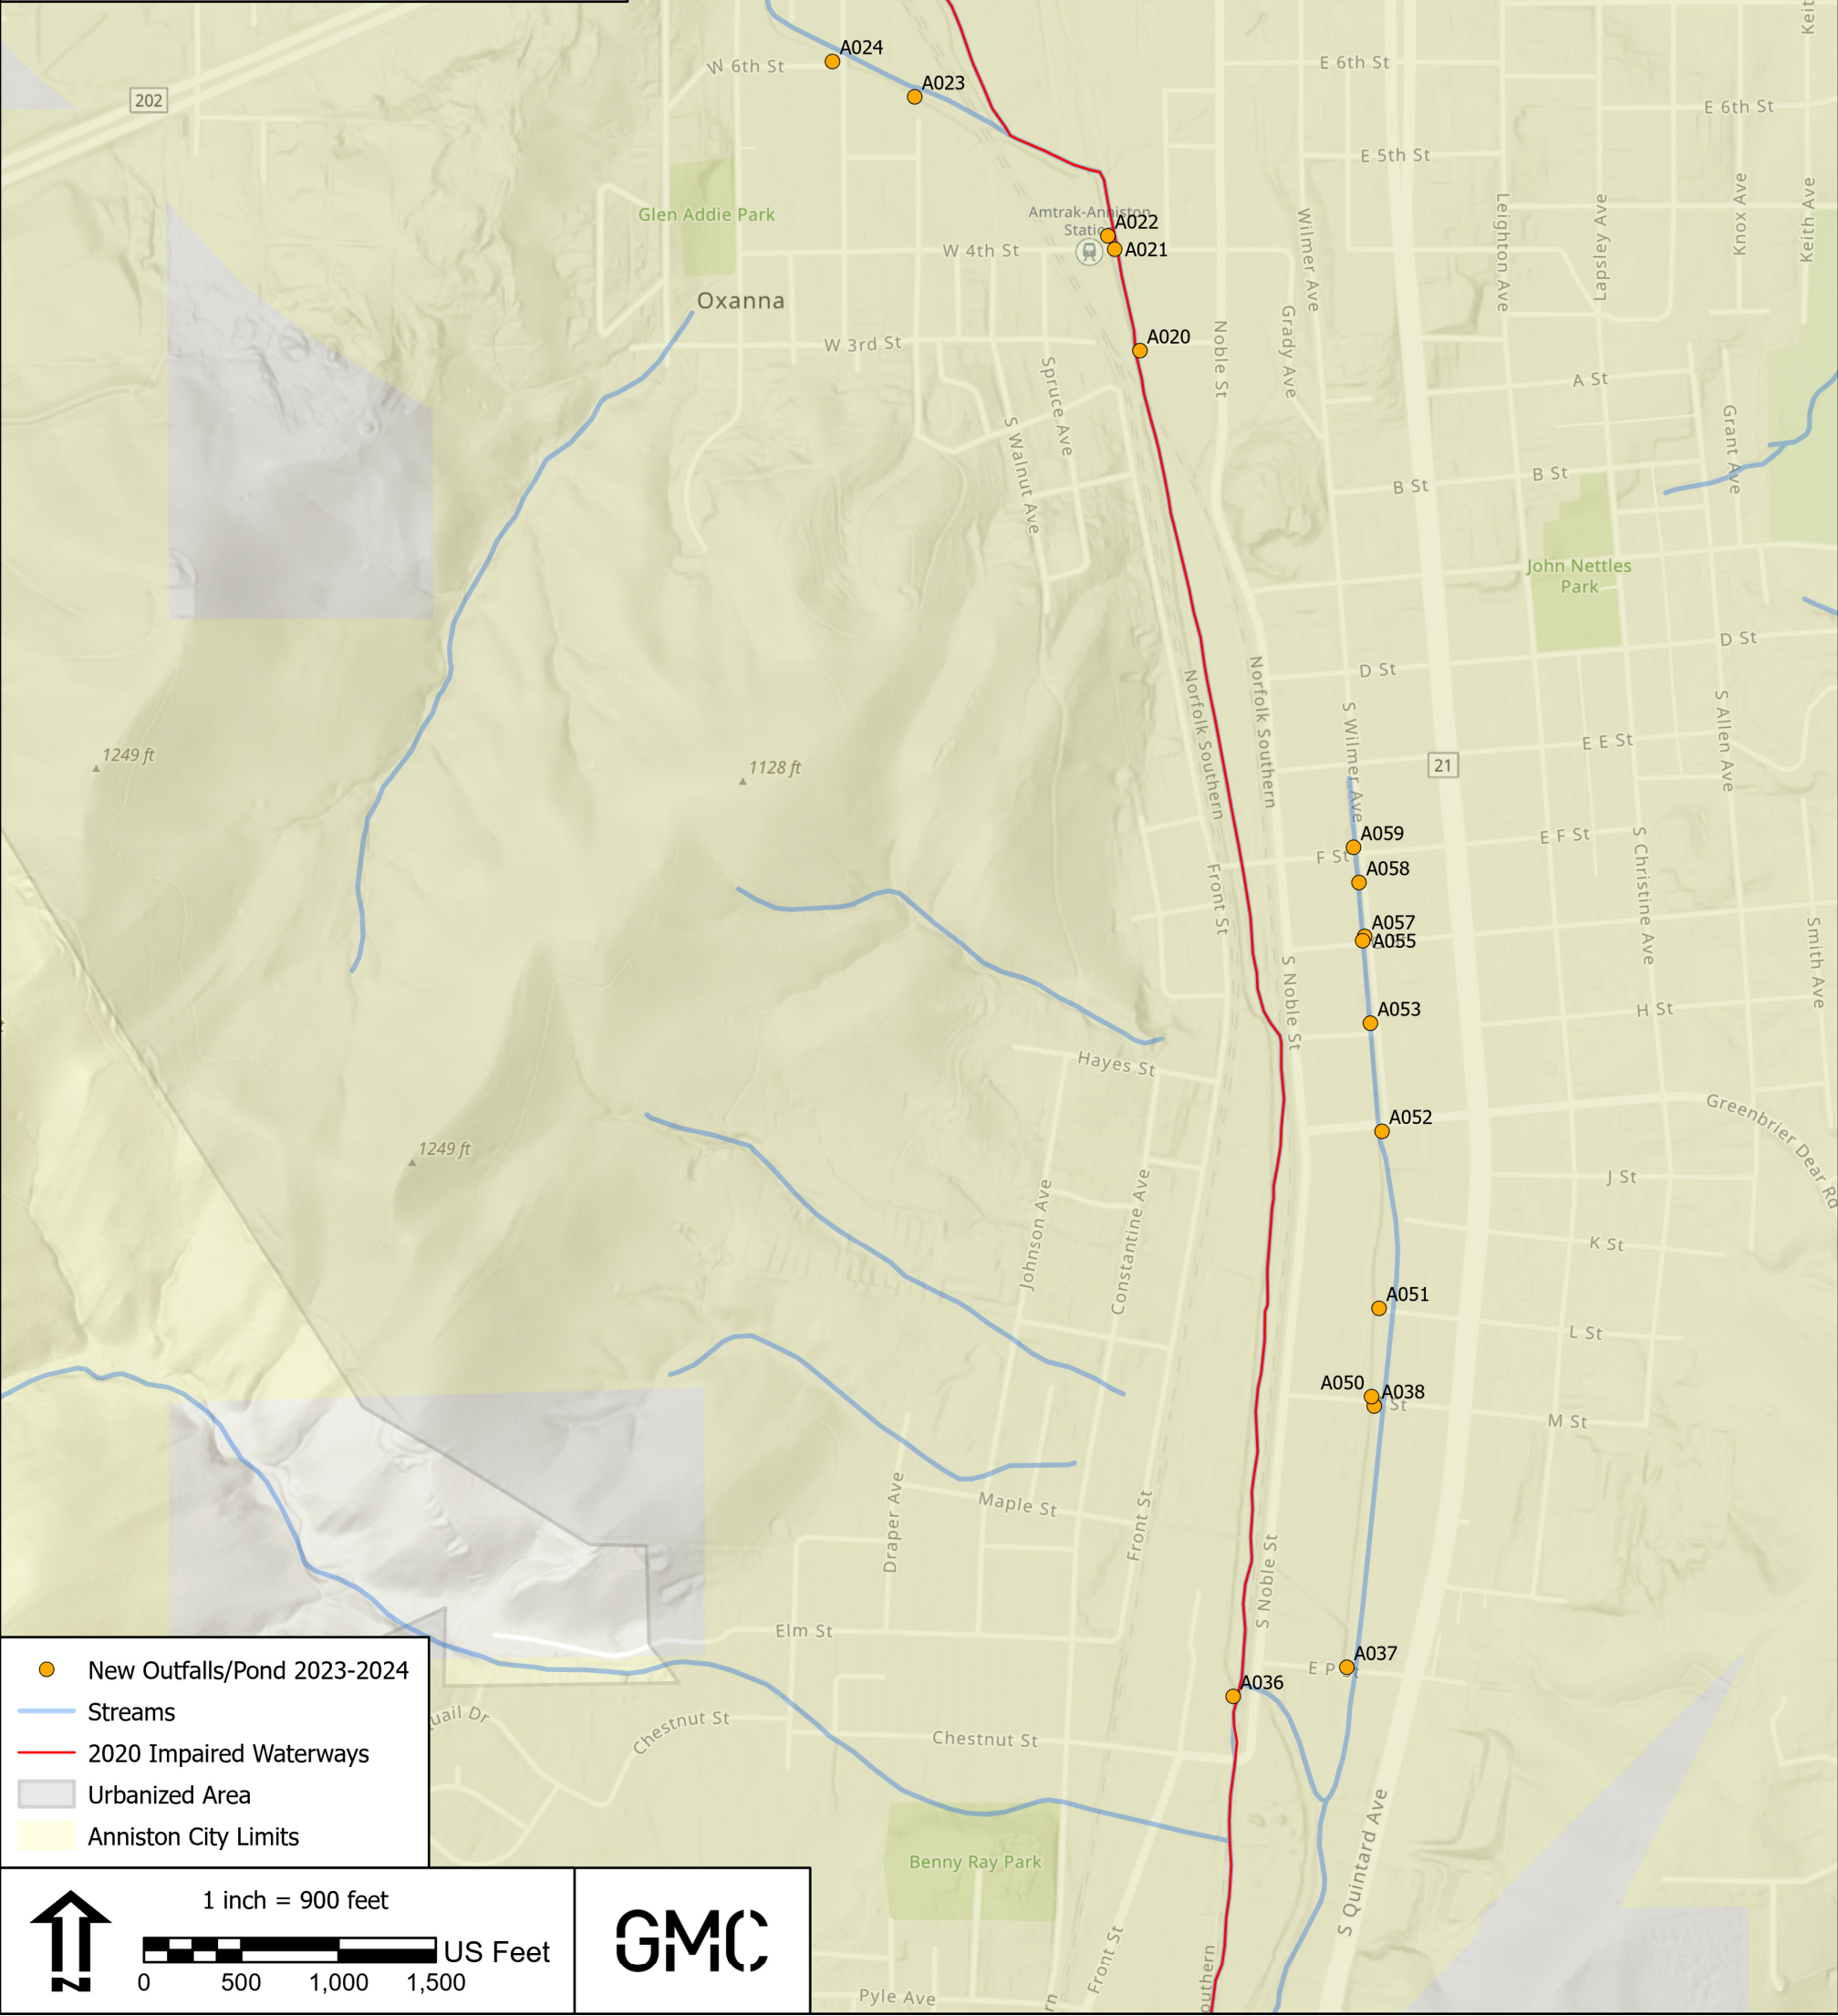 A024
W 6th St
A023
E 6th St
Keit
202
E 6th St
E 5th St
Glen Addie Park
Amtrak-Anniston
Statio
A022
A021
W 4th St
Wilmer Ave
Leighton Ave
Lapsley Ave
Knox Ave
Keith Ave
Oxanna
A020
W 3rd St
Noble St
Grady Ave
Spruce Ave
A St
S Walnut Ave
Grant Ave
B St
B St
John Nettles
Park
D St
D St
Norfolk Southern
Norfolk Southern
S Wilmer Ave
S Allen Ave
E E St
1249 ft
1128 ft
21
A059
F St
E F St
A058
S Christine Ave
Front St
A057
A055
Smith Ave
S Noble St
A053
H St
Hayes St
A052
Greenbrier Dear Rd
1249 ft
J St
Johnson Ave
Constantine Ave
K St
A051
L St
A050
A038
St
M St
Draper Ave
Maple St
Front St
S Noble St
Elm St
A037
E P St
A036
uail Dr
Chestnut St
Chestnut St
S Quintard Ave
Benny Ray Park
Front St
outhern
rn
Pyle Ave
New Outfalls/Pond 2023-2024
Streams
2020 Impaired Waterways
Urbanized Area
Anniston City Limits
1 inch = 900 feet
US Feet
0 500 1,000 1,500
N
GMC